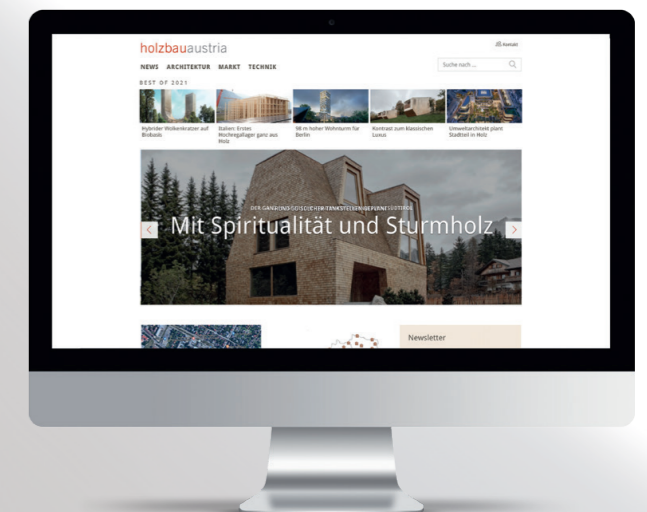 holzbauaustria
Kontakt
NEWS ARCHITEKTUR MARKT TECHNIK
Suche nach ...
BEST OF 2021
Hybrider Wolkenkratzer auf
Biobasis
Italien: Erstes
Hochregallager ganz aus
Holz
98 m hoher Wohnturm für
Berlin
Kontrast zum klassischen
Luxus
Umweltarchitekt plant
Stadtteil in Holz
Mit Spiritualität und Sturmholz
Newsletter